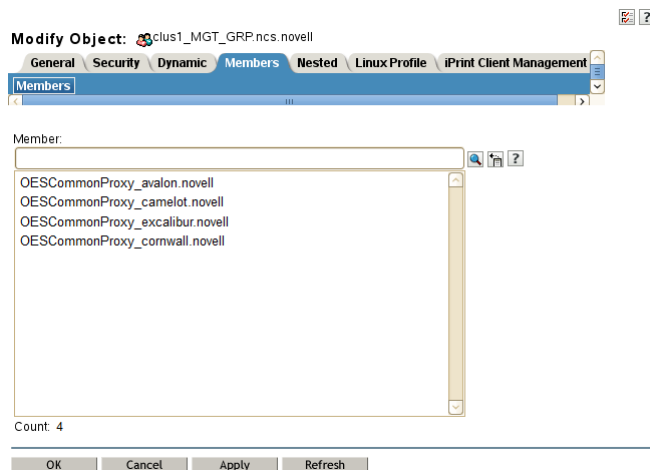 Modify Object: clus1_MGT_GRP.ncs.novell
?
General Security Dynamic Members Nested Linux Profile iPrint Client Management
Members
Member:
?
OESCommonProxy_avalon.novell
OESCommonProxy_camelot.novell
OESCommonProxy_excalibur.novell
OESCommonProxy_cornwall.novell
Count: 4
OK Cancel Apply Refresh